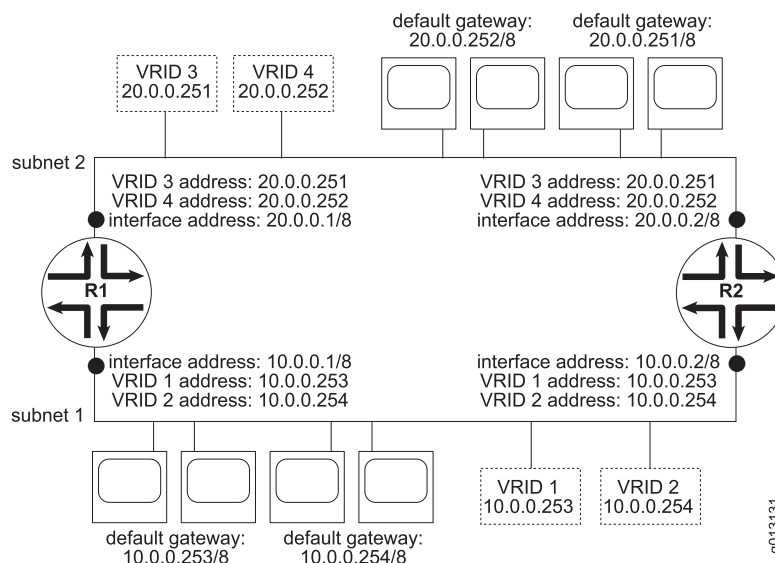 default gateway:
20.0.0.252/8
default gateway:
20.0.0.251/8
VRID 3
20.0.0.251
VRID 4
20.0.0.252
subnet 2
VRID 3 address: 20.0.0.251
VRID 4 address: 20.0.0.252
interface address: 20.0.0.1/8
VRID 3 address: 20.0.0.251
VRID 4 address: 20.0.0.252
interface address: 20.0.0.2/8
R1
R2
interface address: 10.0.0.1/8
VRID 1 address: 10.0.0.253
VRID 2 address: 10.0.0.254
interface address: 10.0.0.2/8
VRID 1 address: 10.0.0.253
VRID 2 address: 10.0.0.254
subnet 1
VRID 1
10.0.0.253
VRID 2
10.0.0.254
default gateway:
10.0.0.253/8
default gateway:
10.0.0.254/8
g013131